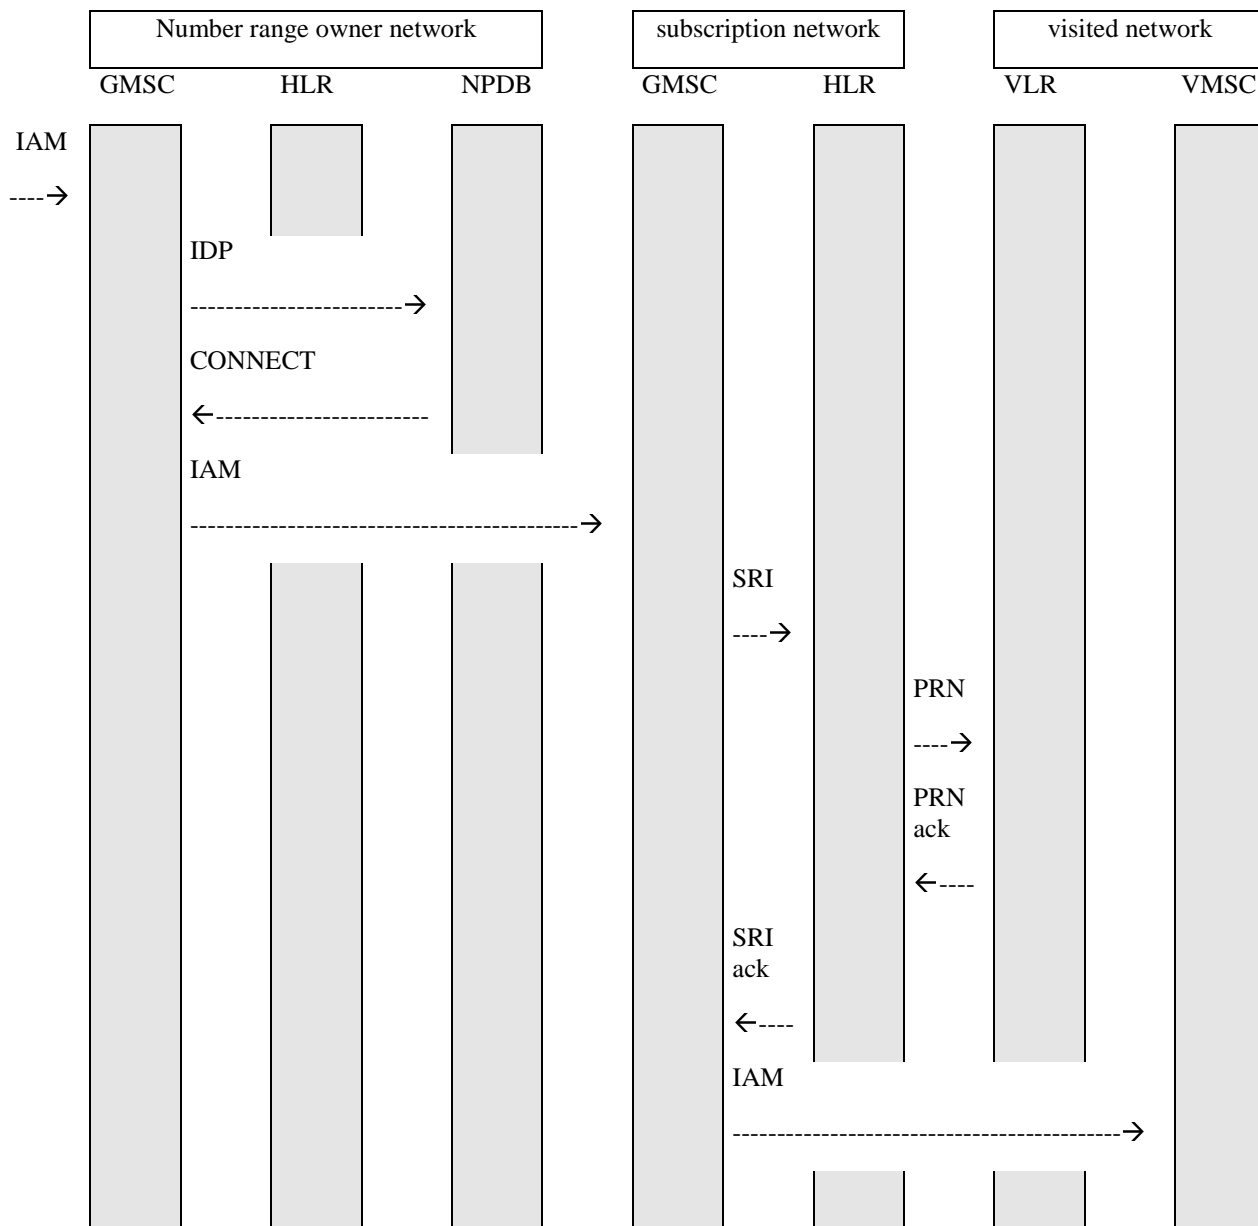 Number range owner network
subscription network
visited network
GMSC HLR NPDB GMSC HLR VLR VMSC
IAM
IDP
CONNECT
IAM
SRI
PRN
PRN
ack
SRI
ack
IAM